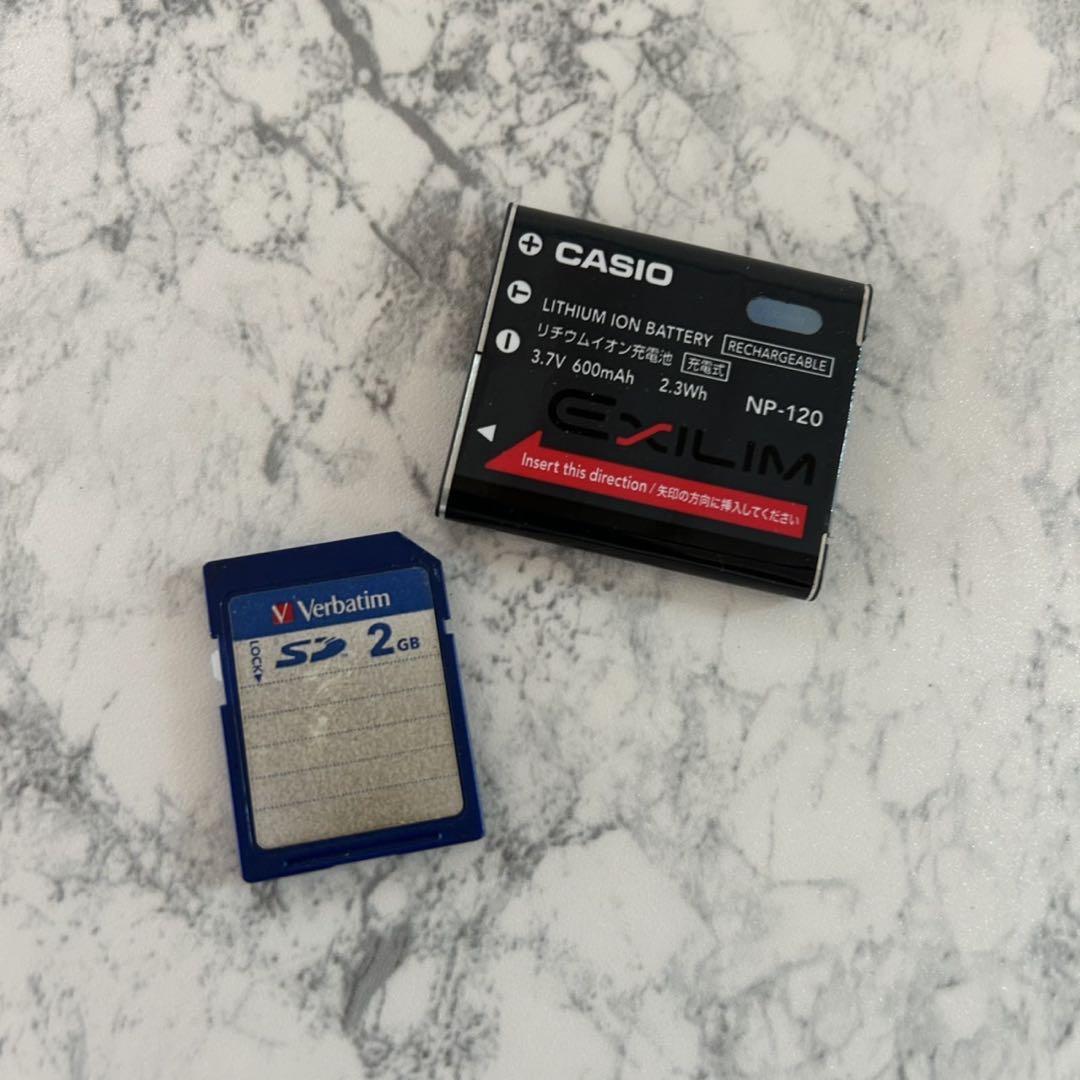 CASIO
LITHIUM ION BATTERY RECHARGEABLE
リチウムイオン充電池 充電式
3.7V 600mAh 2.3Wh
NP-120
EXILIM
Insert this direction / 矢印の方向に挿入してください
Verbatim
LOCK
SD 2GB